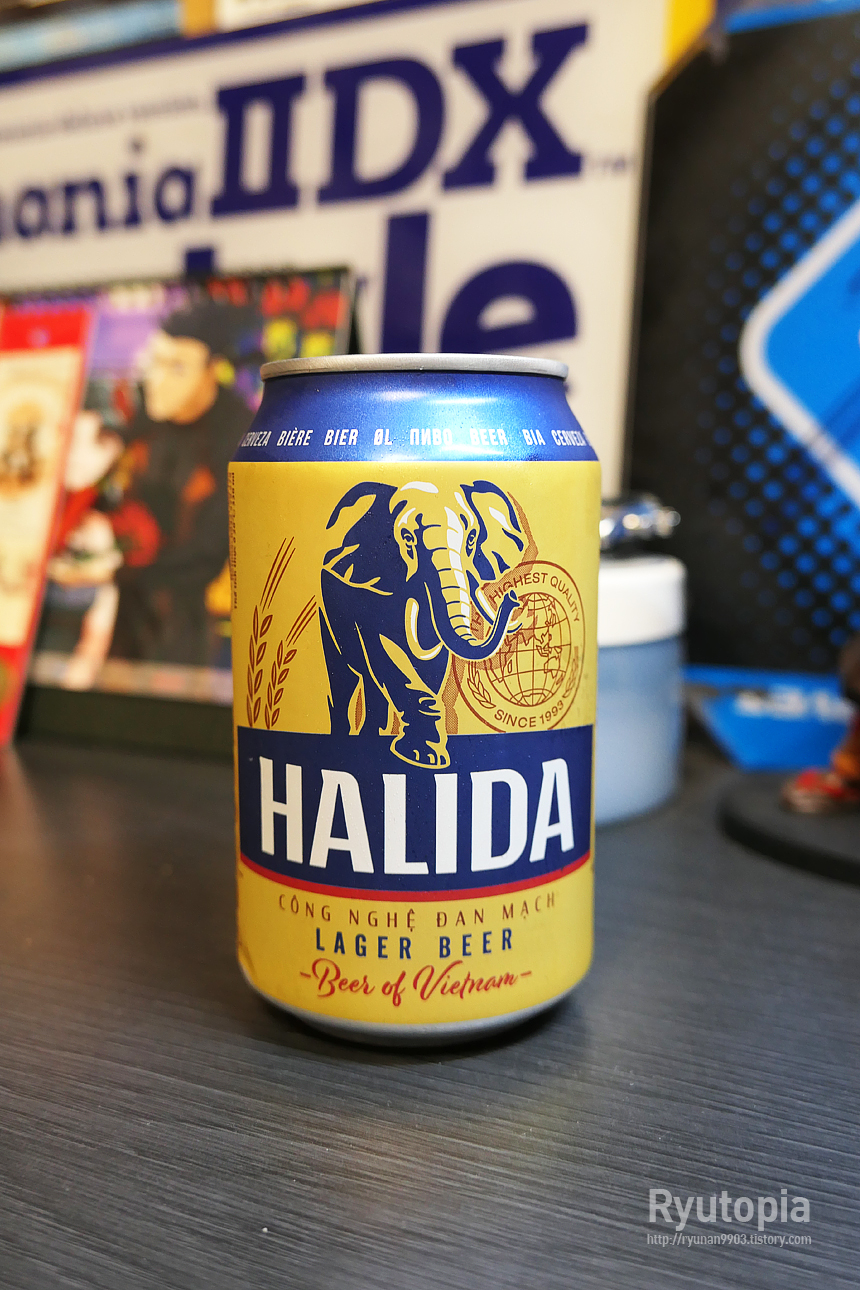 IIDX
CERVEZA BIÈRE BIER ØL ПИВО BEER BIA CERVEZA
HIGHEST QUALITY
SINCE 1993
HALIDA
CÔNG NGHỆ ĐAN MẠCH
LAGER BEER
-Beer of Vietnam-
Ryutopia
http://ryunan9903.tistory.com